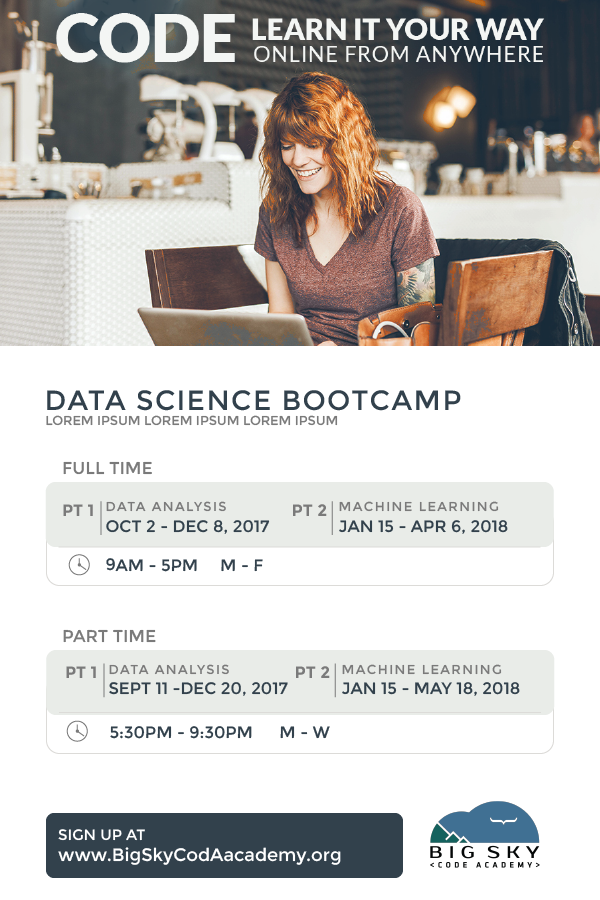 CODE LEARN IT YOUR WAY
ONLINE FROM ANYWHERE
DATA SCIENCE BOOTCAMP
LOREM IPSUM LOREM IPSUM LOREM IPSUM
FULL TIME
PT 1 DATA ANALYSIS
OCT 2 - DEC 8, 2017
PT 2 MACHINE LEARNING
JAN 15 - APR 6, 2018
9AM - 5PM M - F
PART TIME
PT 1 DATA ANALYSIS
SEPT 11 -DEC 20, 2017
PT 2 MACHINE LEARNING
JAN 15 - MAY 18, 2018
5:30PM - 9:30PM M - W
SIGN UP AT
www.BigSkyCodAacademy.org
BIG SKY
<CODE ACADEMY>